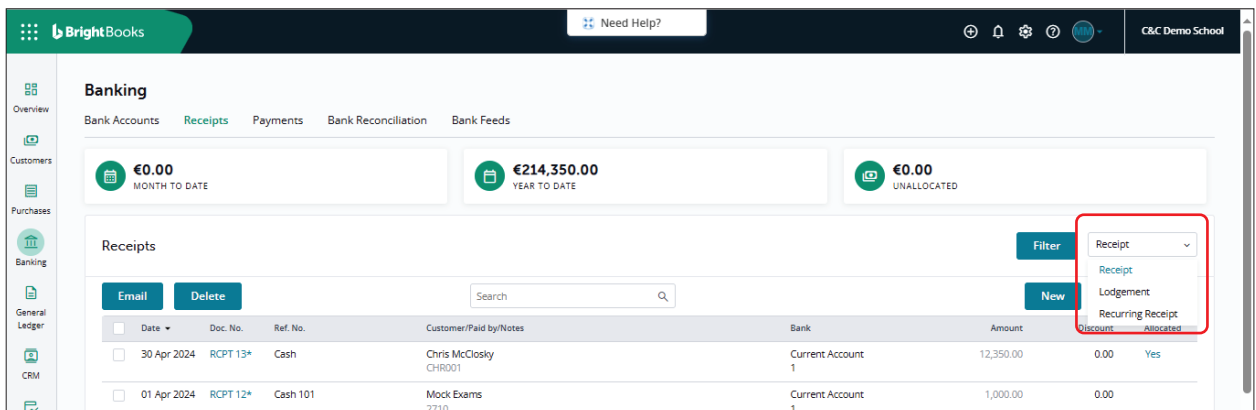 BrightBooks
Need Help?
MM
C&C Demo School
Overview
Customers
Purchases
Banking
General
Ledger
CRM
Banking
Bank Accounts Receipts Payments Bank Reconciliation Bank Feeds
€0.00
MONTH TO DATE
€214,350.00
YEAR TO DATE
€0.00
UNALLOCATED
Receipts
Filter
Receipt
Receipt
Lodgement
Recurring Receipt
Email Delete Search New
Date Doc. No. Ref. No. Customer/Paid by/Notes Bank Amount Discount Allocated
30 Apr 2024 RCPT 13* Cash Chris McClosky Current Account 12,350.00 0.00 Yes
CHR001 1
01 Apr 2024 RCPT 12* Cash 101 Mock Exams Current Account 1,000.00 0.00
2710 1